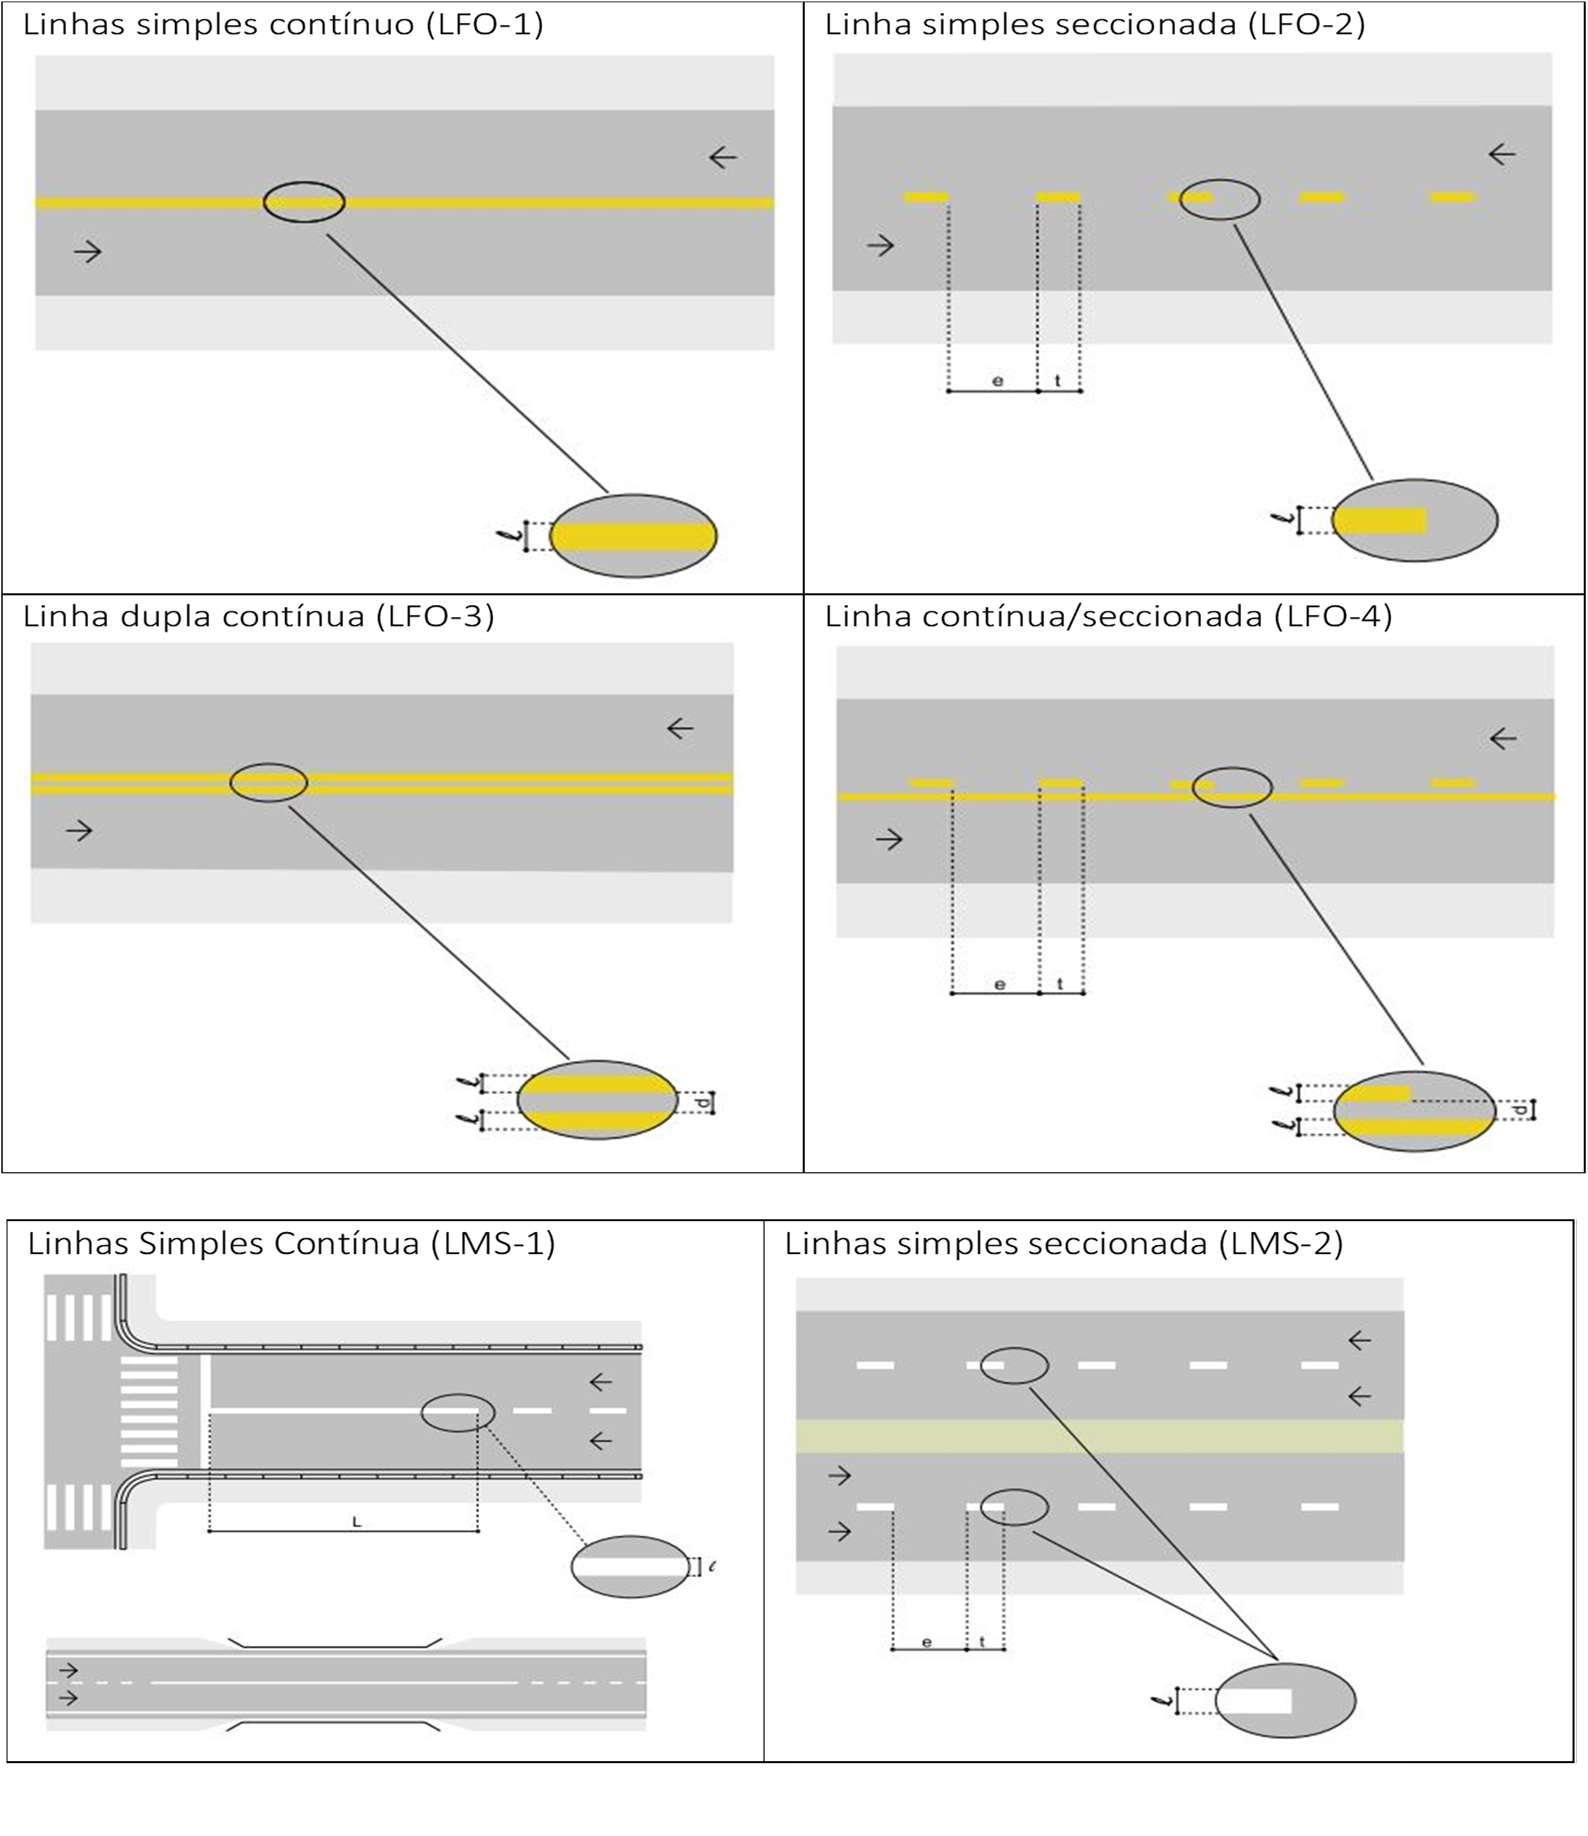 Linhas simples contínuo (LFO-1)
ℓ
Linha simples seccionada (LFO-2)
e t
ℓ
Linha dupla contínua (LFO-3)
ℓ
d
ℓ
Linha contínua/seccionada (LFO-4)
e t
ℓ
d
ℓ
Linhas Simples Contínua (LMS-1)
L
ℓ
Linhas simples seccionada (LMS-2)
e t
ℓ